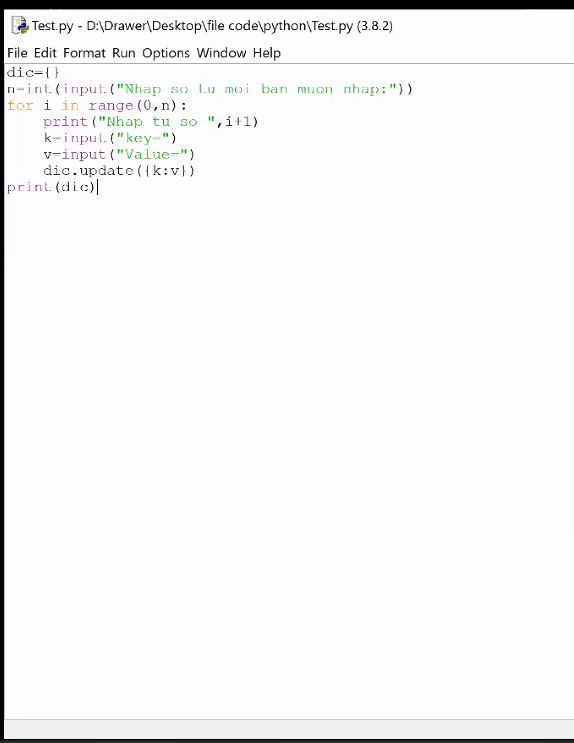 Test.py - D:\Drawer\Desktop\file code\python\Test.py (3.8.2)
File Edit Format Run Options Window Help
dic={}
n=int(input("Nhap so tu moi ban muon nhap:"))
for i in range(0,n):
    print("Nhap tu so ",i+1)
    k=input("key=")
    v=input("Value=")
    dic.update({k:v})
print(dic)